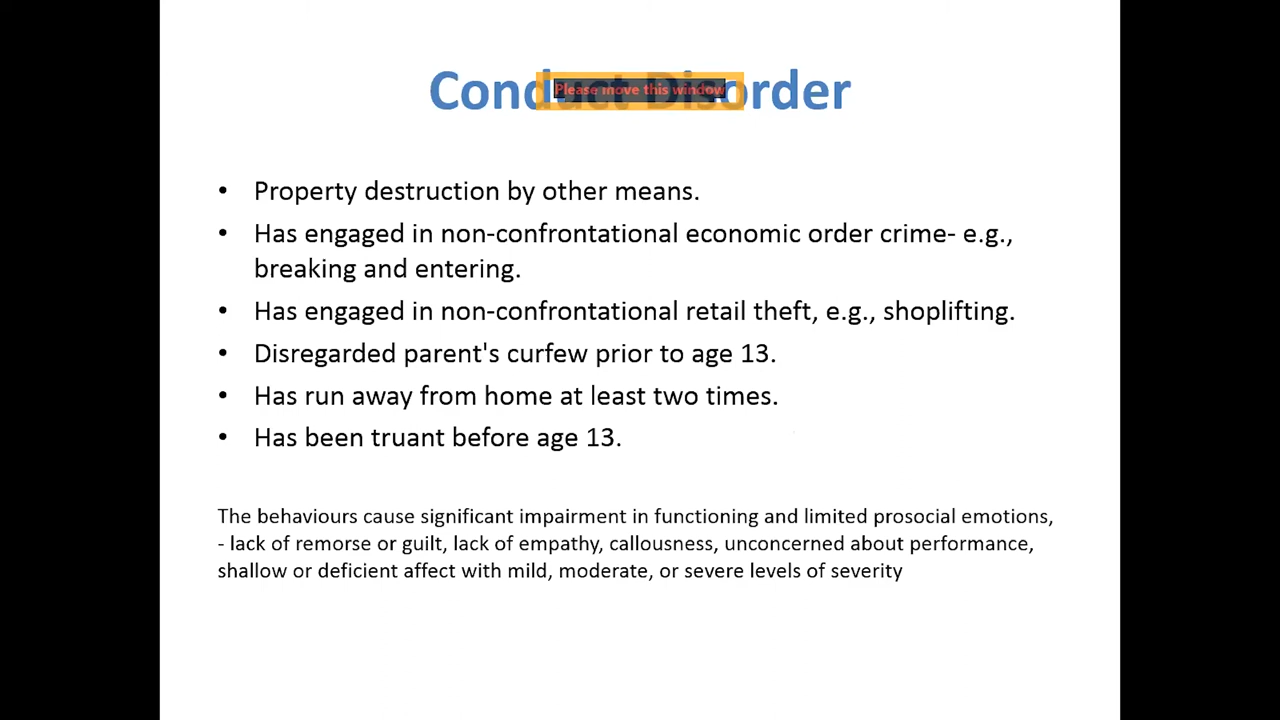 Conduct Disorder
Please move this window
• Property destruction by other means.
• Has engaged in non-confrontational economic order crime- e.g.,
breaking and entering.
• Has engaged in non-confrontational retail theft, e.g., shoplifting.
• Disregarded parent's curfew prior to age 13.
• Has run away from home at least two times.
• Has been truant before age 13.
The behaviours cause significant impairment in functioning and limited prosocial emotions,
- lack of remorse or guilt, lack of empathy, callousness, unconcerned about performance,
shallow or deficient affect with mild, moderate, or severe levels of severity